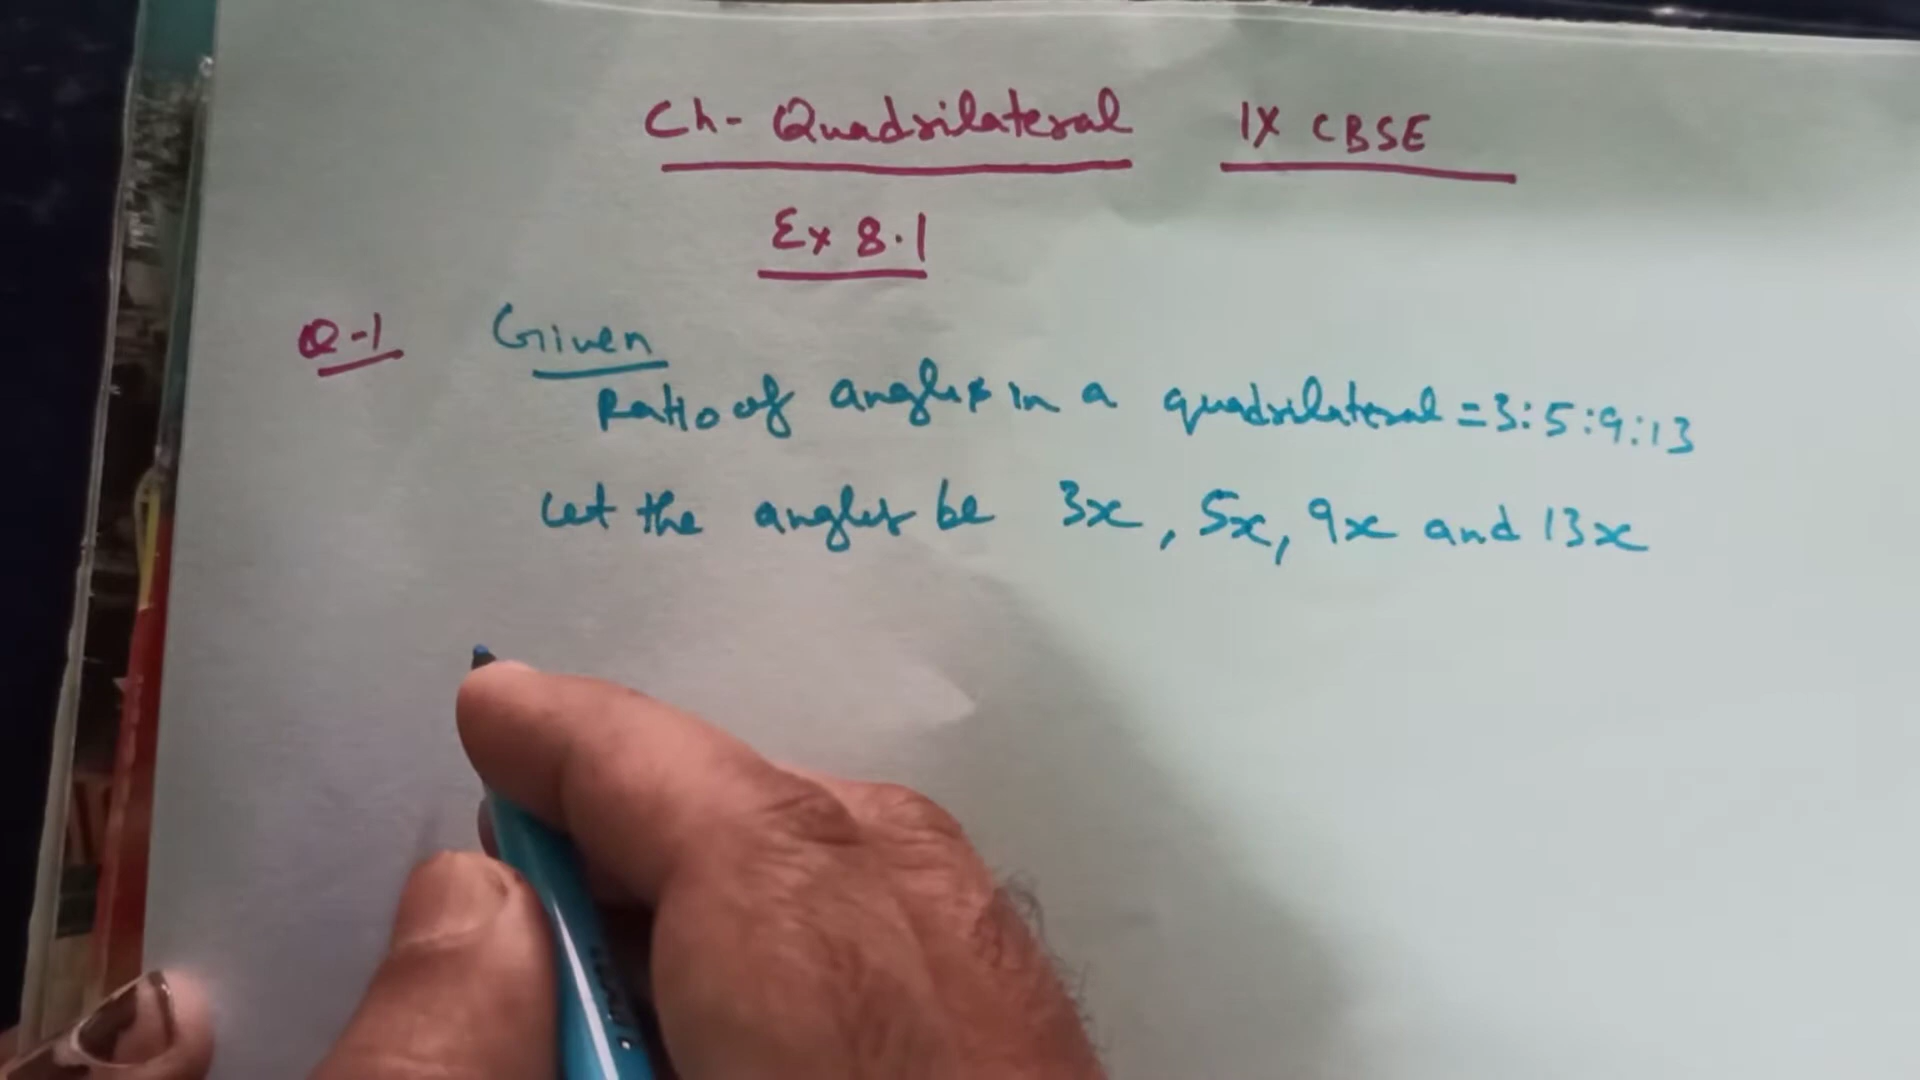 Ch- Quadrilateral IX CBSE
Ex 8.1
Q-1 Given
Ratio of angles in a quadrilateral = 3:5:9:13
Let the angles be 3x, 5x, 9x and 13x